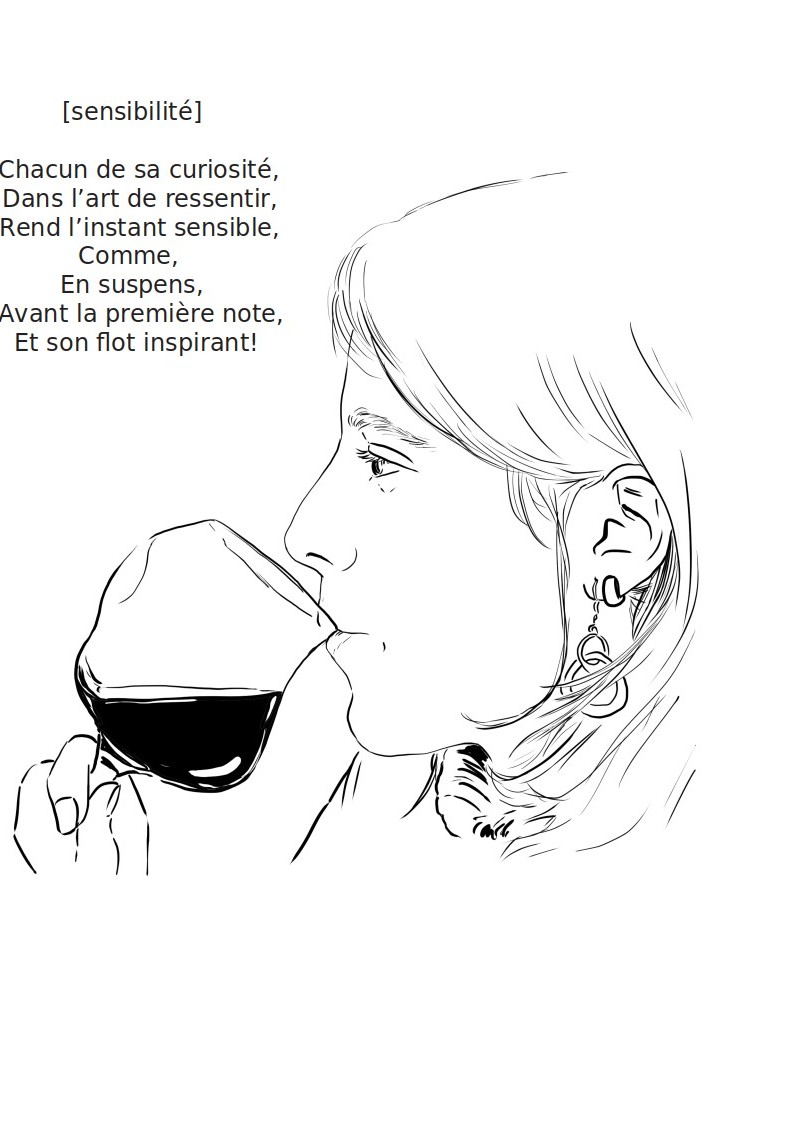 [sensibilité]
Chacun de sa curiosité,
Dans l’art de ressentir,
Rend l’instant sensible,
Comme,
En suspens,
Avant la première note,
Et son flot inspirant!